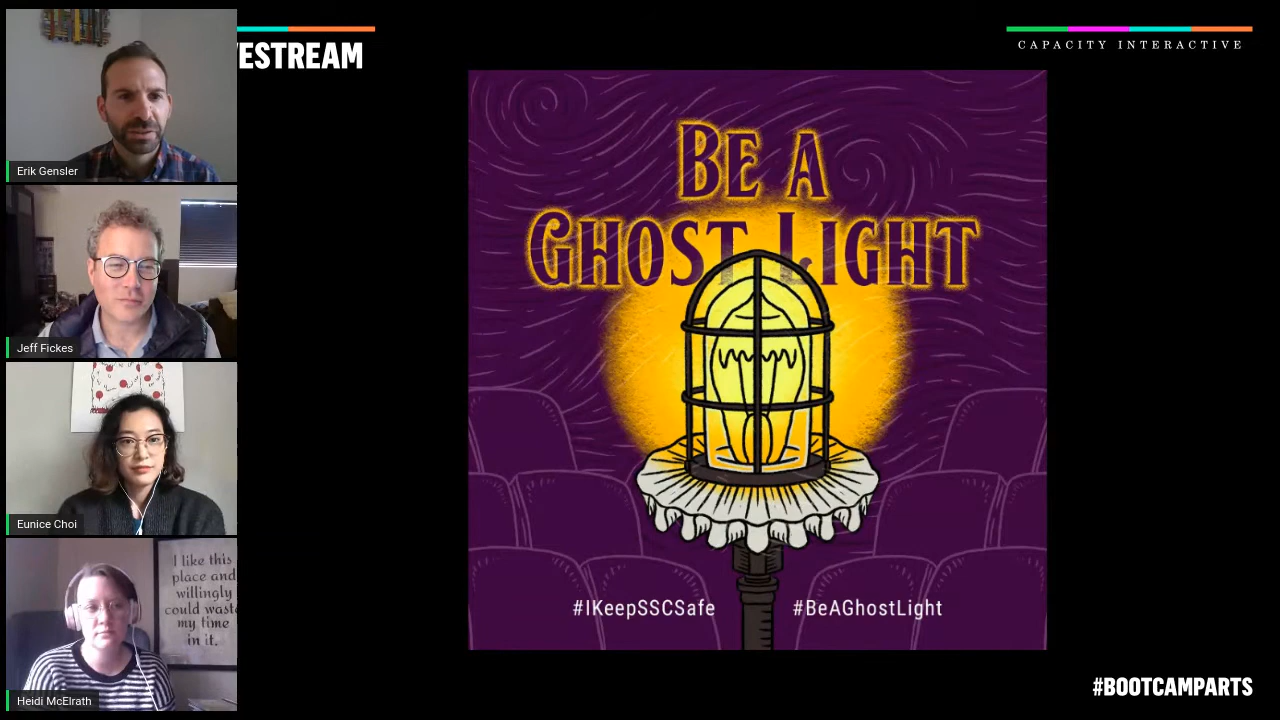 VESTREAM
CAPACITY INTERACTIVE
BE A
GHOST LIGHT
#IKeepSSCSafe
#BeAGhostLight
#BOOTCAMPARTS
Erik Gensler
Jeff Fickes
Eunice Choi
I like this
place and
willingly
could waste
my time
in it.
Heidi McElrath